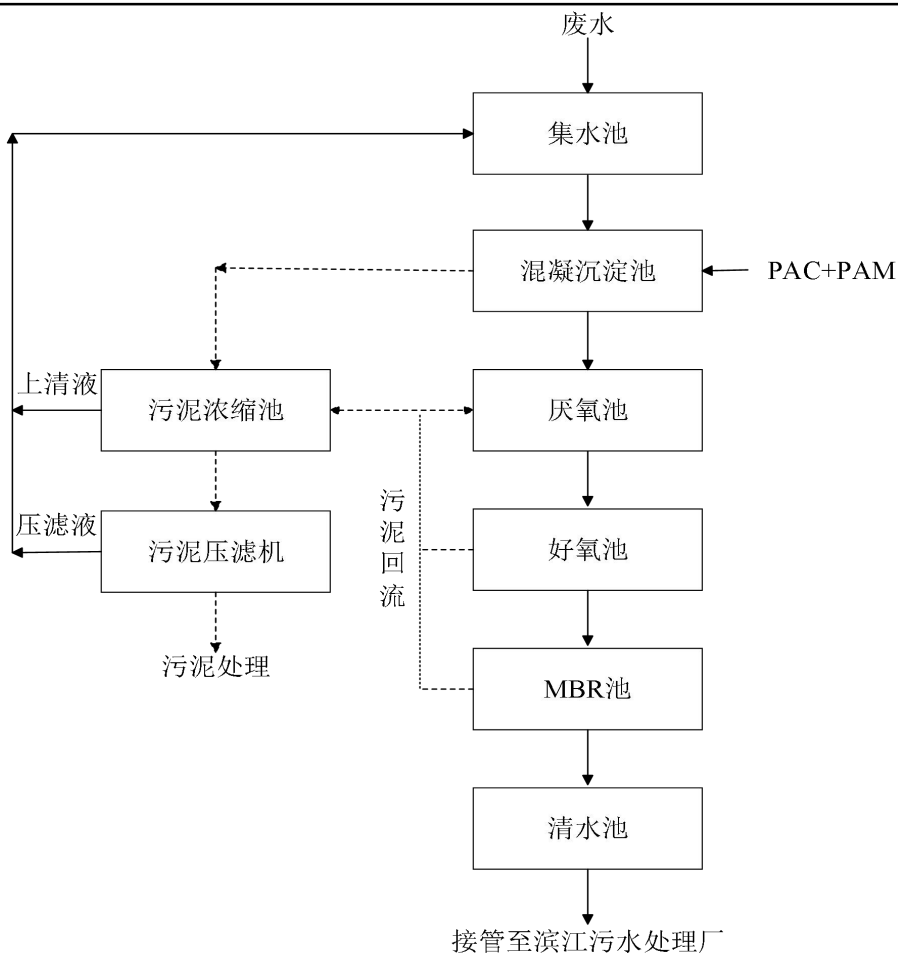 废水
集水池
混凝沉淀池
PAC+PAM
上清液
污泥浓缩池
厌氧池
污泥回流
压滤液
污泥压滤机
好氧池
污泥处理
MBR池
清水池
接管至滨江污水处理厂